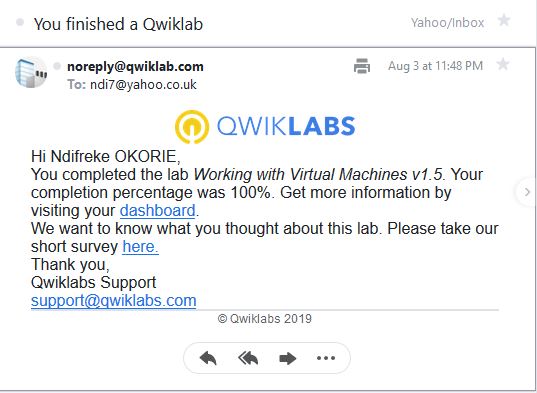 You finished a Qwiklab
Yahoo/Inbox
noreply@qwiklab.com
Aug 3 at 11:48 PM
To: ndi7@yahoo.co.uk
QWIKLABS
Hi Ndifreke OKORIE,
You completed the lab Working with Virtual Machines v1.5. Your
completion percentage was 100%. Get more information by
visiting your dashboard.
We want to know what you thought about this lab. Please take our
short survey here.
Thank you,
Qwiklabs Support
support@qwiklabs.com
© Qwiklabs 2019